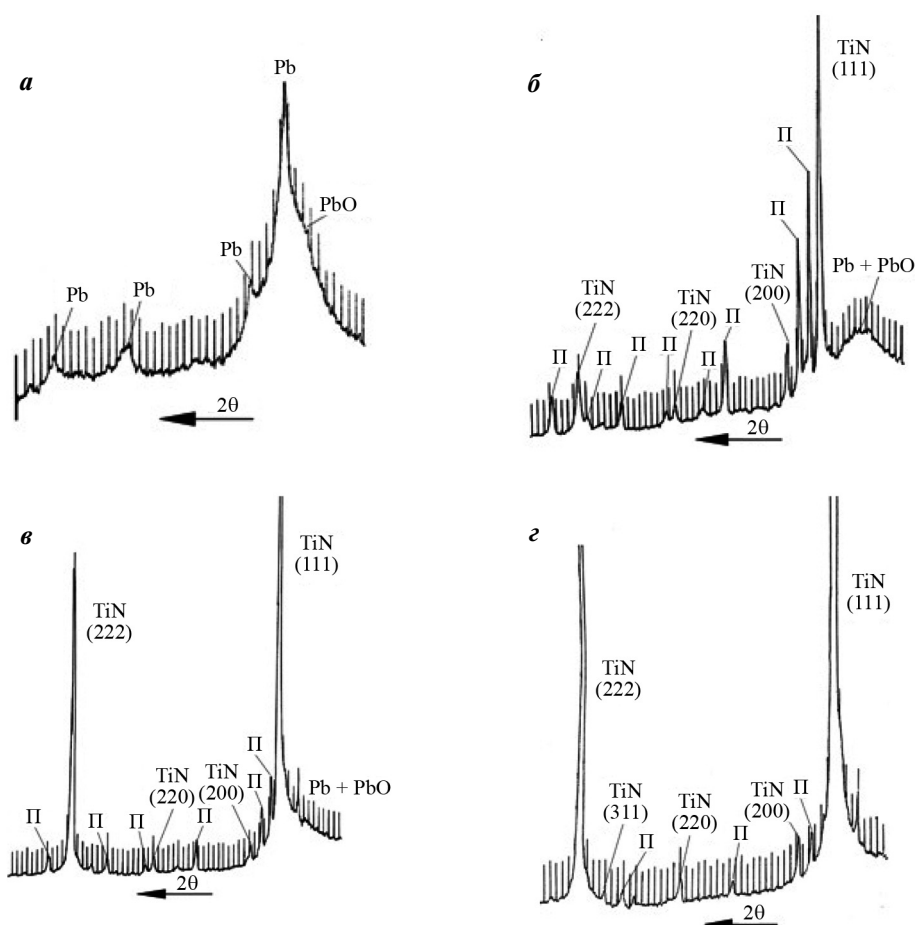 а
Pb
PbO
Pb
Pb
Pb
2θ
б
TiN
(111)
П
П
Pb + PbO
TiN
(200)
TiN
(222)
TiN
(220)
П
П
П
П
П
П
2θ
в
TiN
(111)
TiN
(222)
П
Pb + PbO
TiN
(220)
TiN
(200)
П
П
П
П
П
2θ
г
TiN
(111)
TiN
(222)
TiN
(311)
TiN
(220)
TiN
(200)
П
П
П
2θ